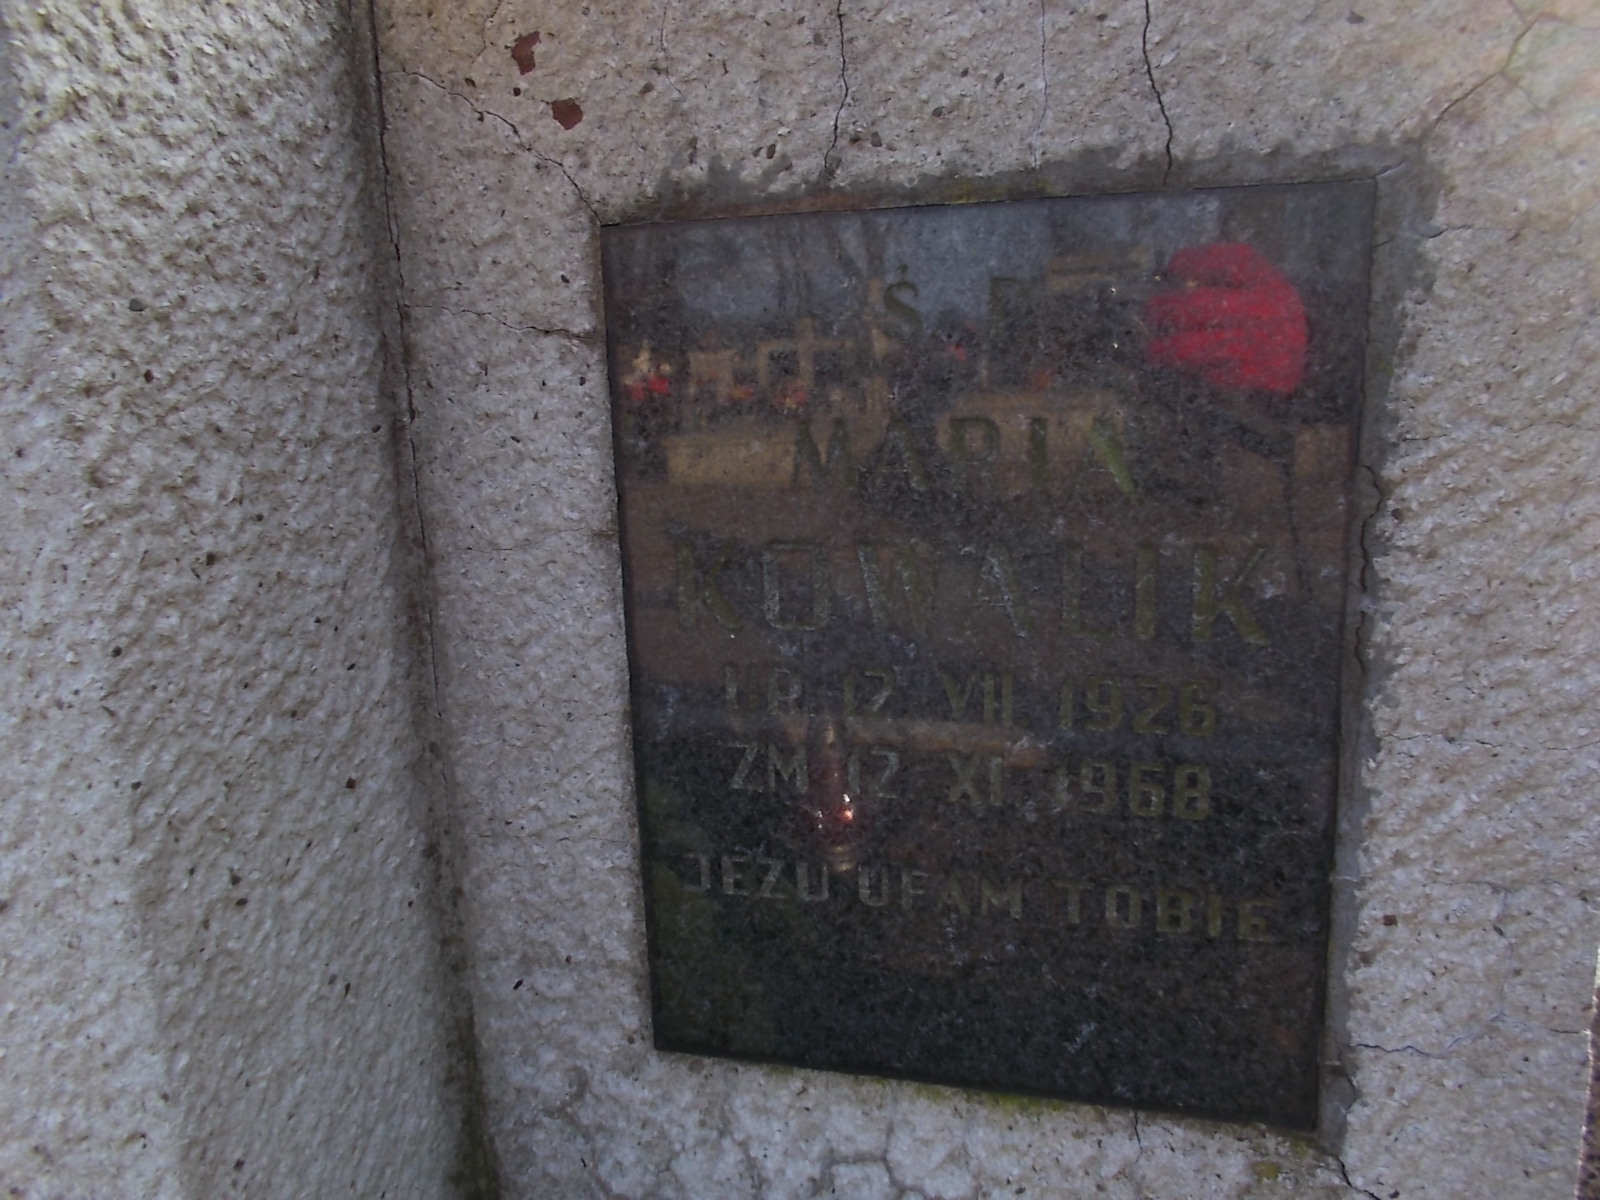 Ś. P.
MARIA
KOWALIK
UR. 12 VII. 1926
ZM. 12 XI. 1968
JEZU UFAM TOBIE